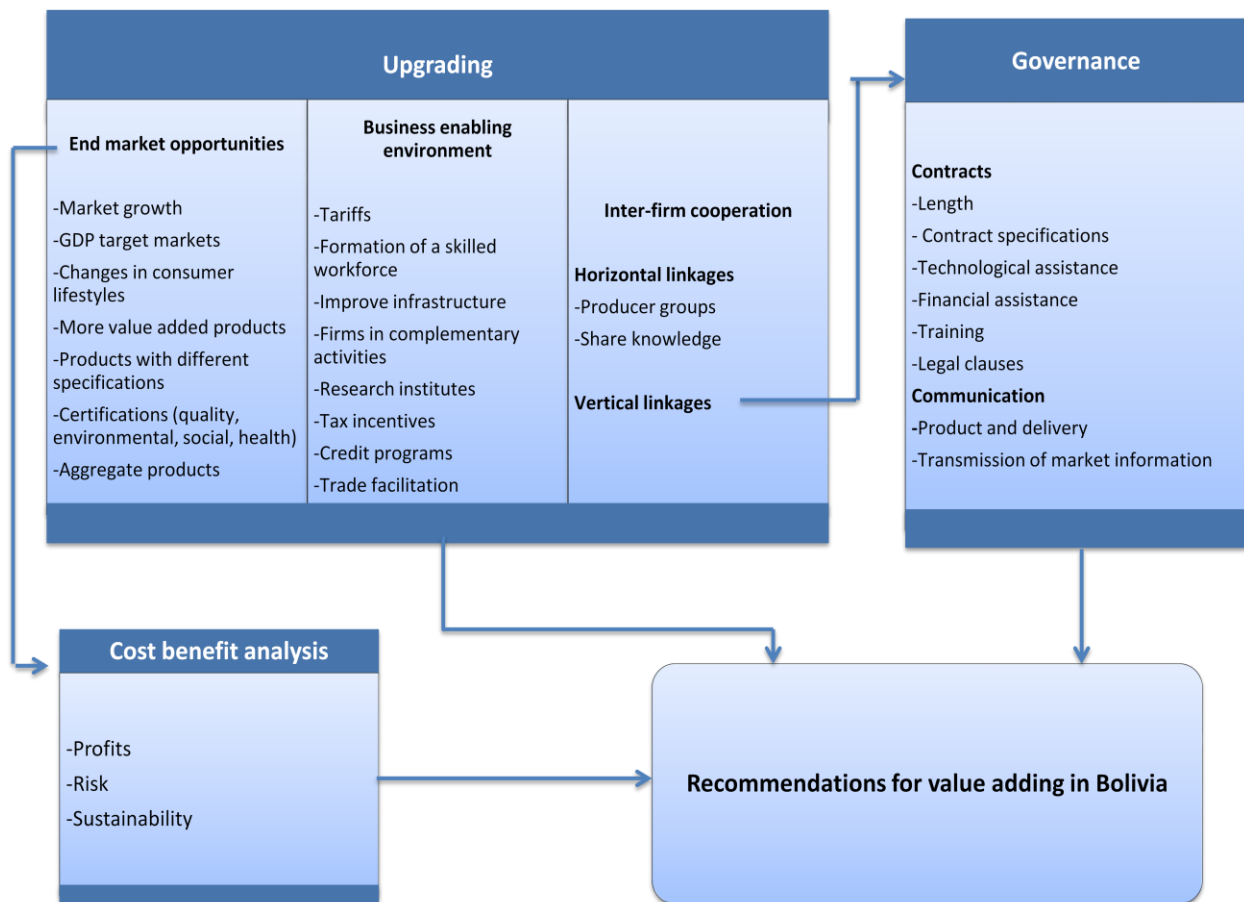 Upgrading
End market opportunities
-Market growth
-GDP target markets
-Changes in consumer
lifestyles
-More value added products
-Products with different
specifications
-Certifications (quality,
environmental, social, health)
-Aggregate products
Business enabling
environment
-Tariffs
-Formation of a skilled
workforce
-Improve infrastructure
-Firms in complementary
activities
-Research institutes
-Tax incentives
-Credit programs
-Trade facilitation
Inter-firm cooperation
Horizontal linkages
-Producer groups
-Share knowledge
Vertical linkages
Governance
Contracts
-Length
- Contract specifications
-Technological assistance
-Financial assistance
-Training
-Legal clauses
Communication
-Product and delivery
-Transmission of market information
Cost benefit analysis
-Profits
-Risk
-Sustainability
Recommendations for value adding in Bolivia